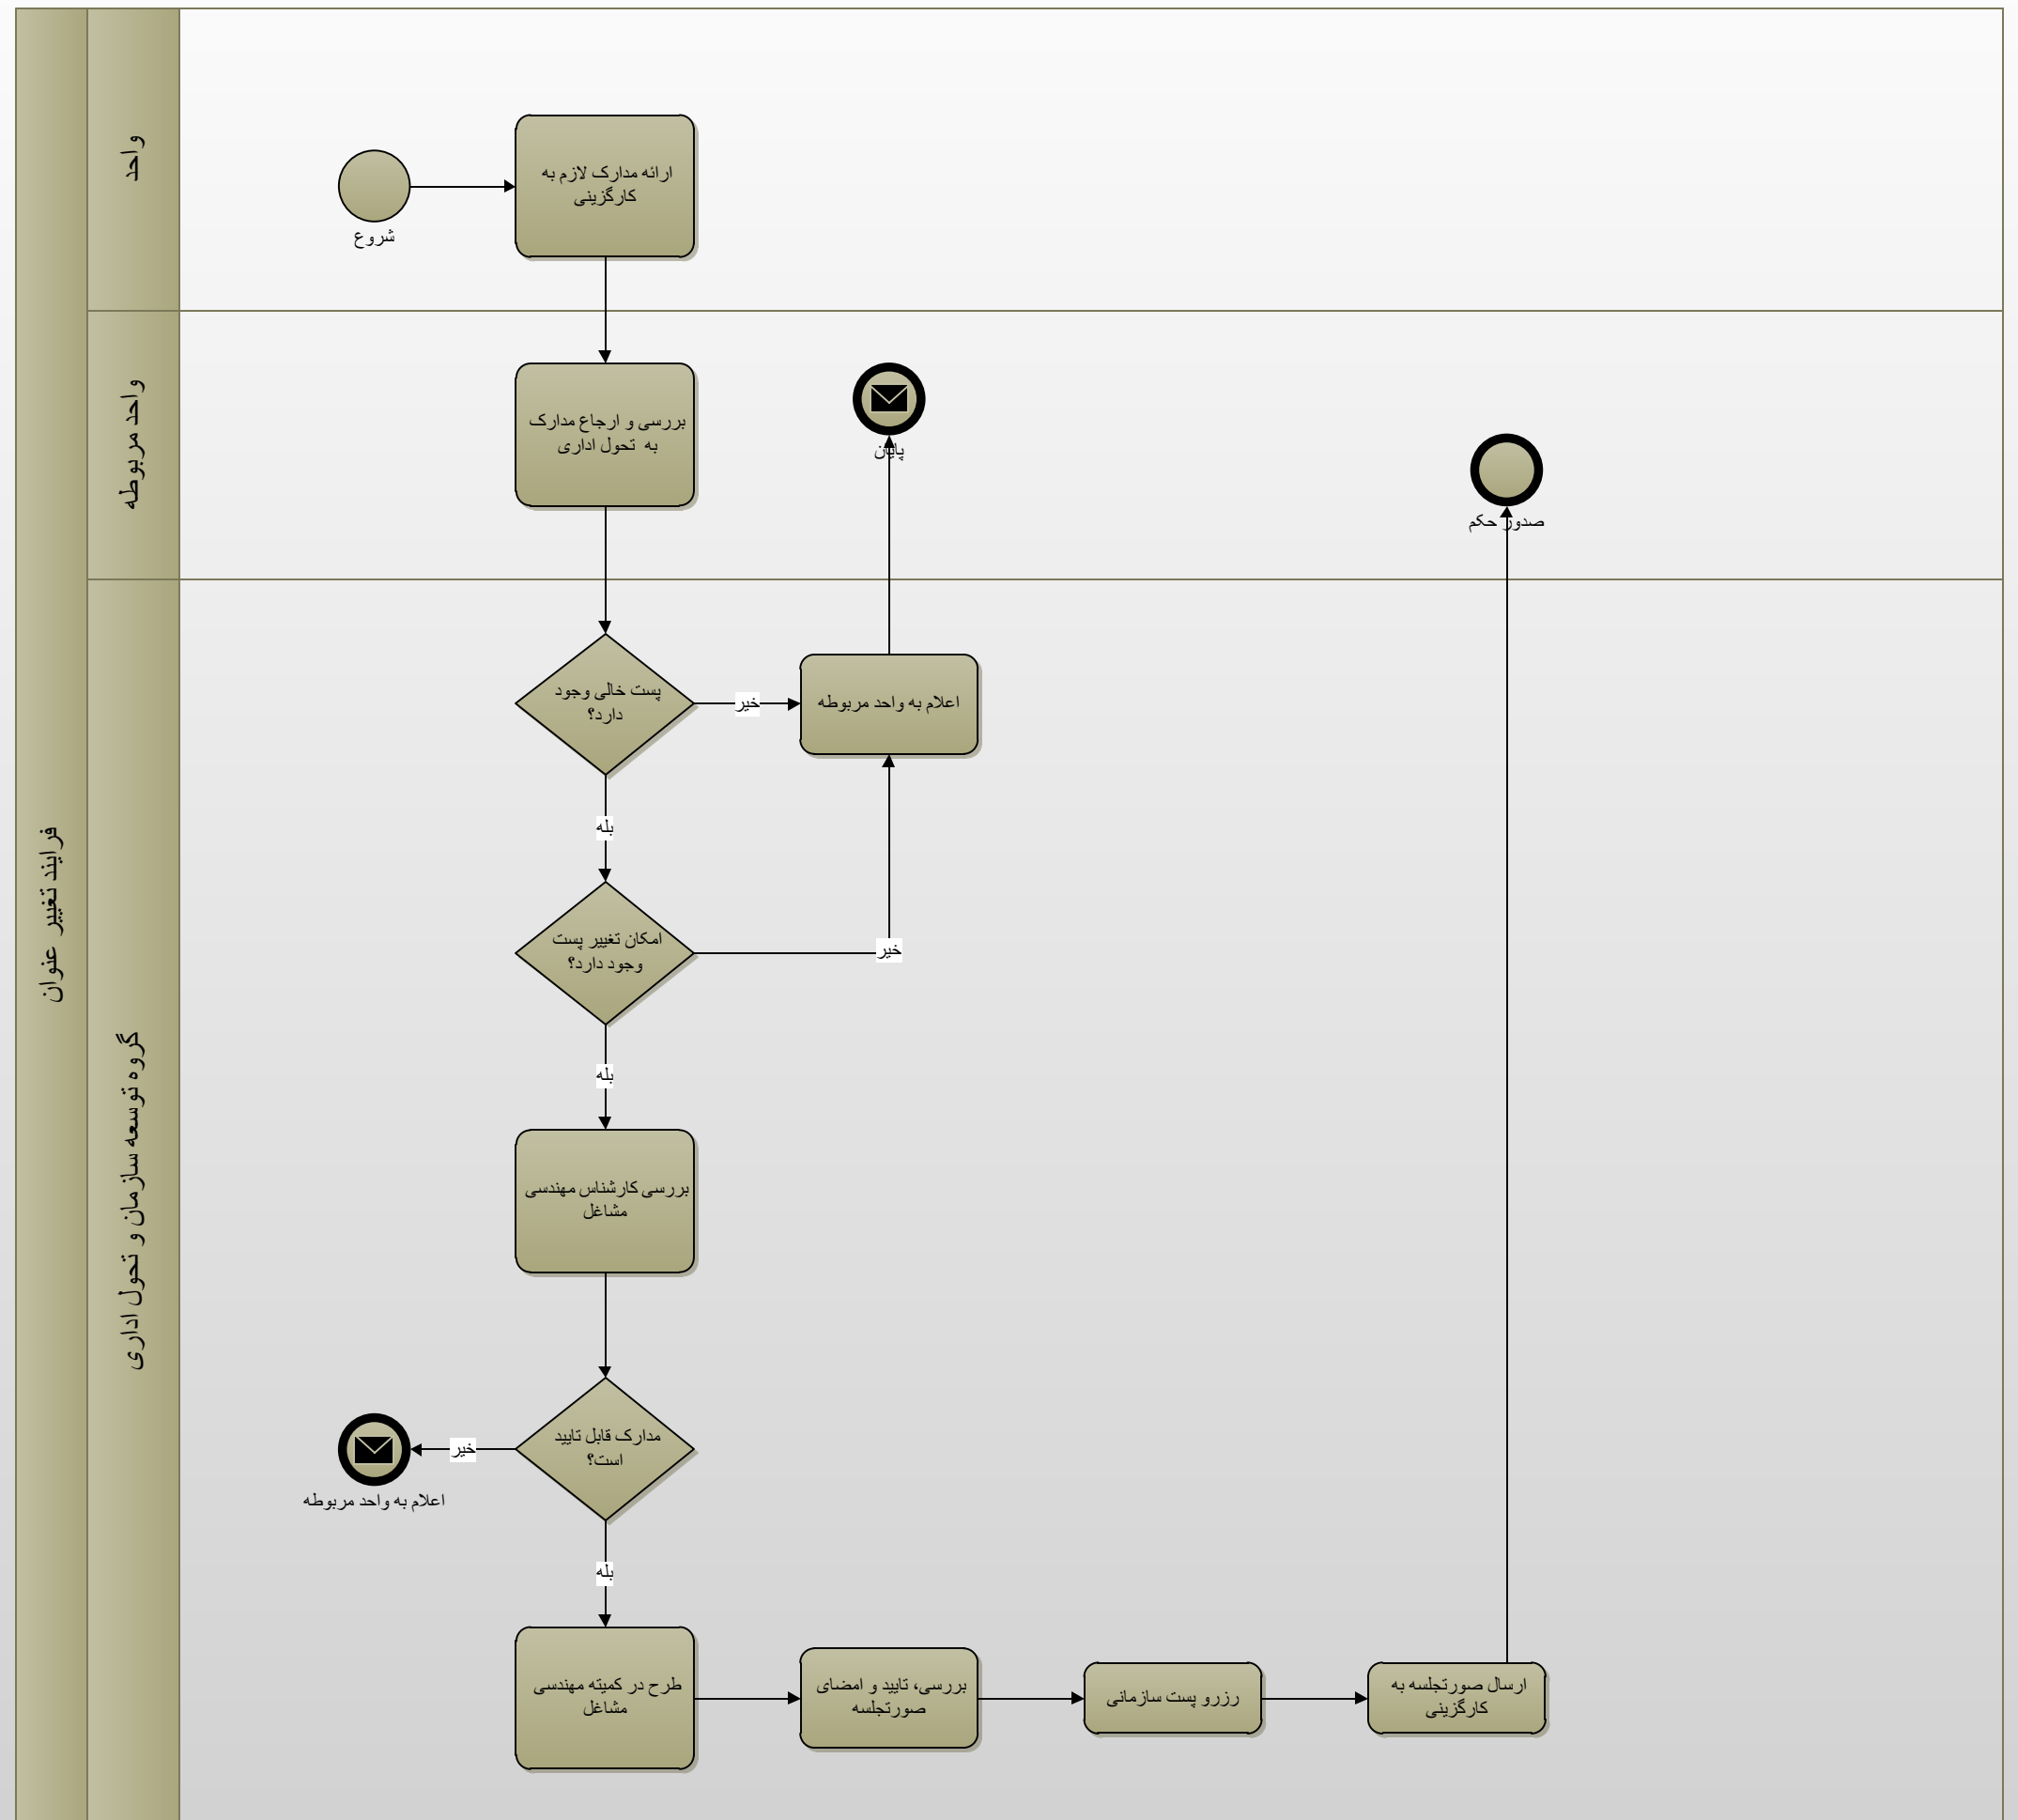 فرایند تغییر عنوان
واحد
شروع
ارائه مدارک لازم به
کارگزینی
واحد مربوطه
بررسی و ارجاع مدارک
به تحول اداری
پایان
صدور حکم
گروه توسعه سازمان و تحول اداری
پست خالی وجود
دارد؟
خیر
اعلام به واحد مربوطه
بله
امکان تغییر پست
وجود دارد؟
خیر
بله
بررسی کارشناس مهندسی
مشاغل
مدارک قابل تایید
است؟
خیر
اعلام به واحد مربوطه
بله
طرح در کمیته مهندسی
مشاغل
بررسی، تایید و امضای
صورتجلسه
رزرو پست سازمانی
ارسال صورتجلسه به
کارگزینی